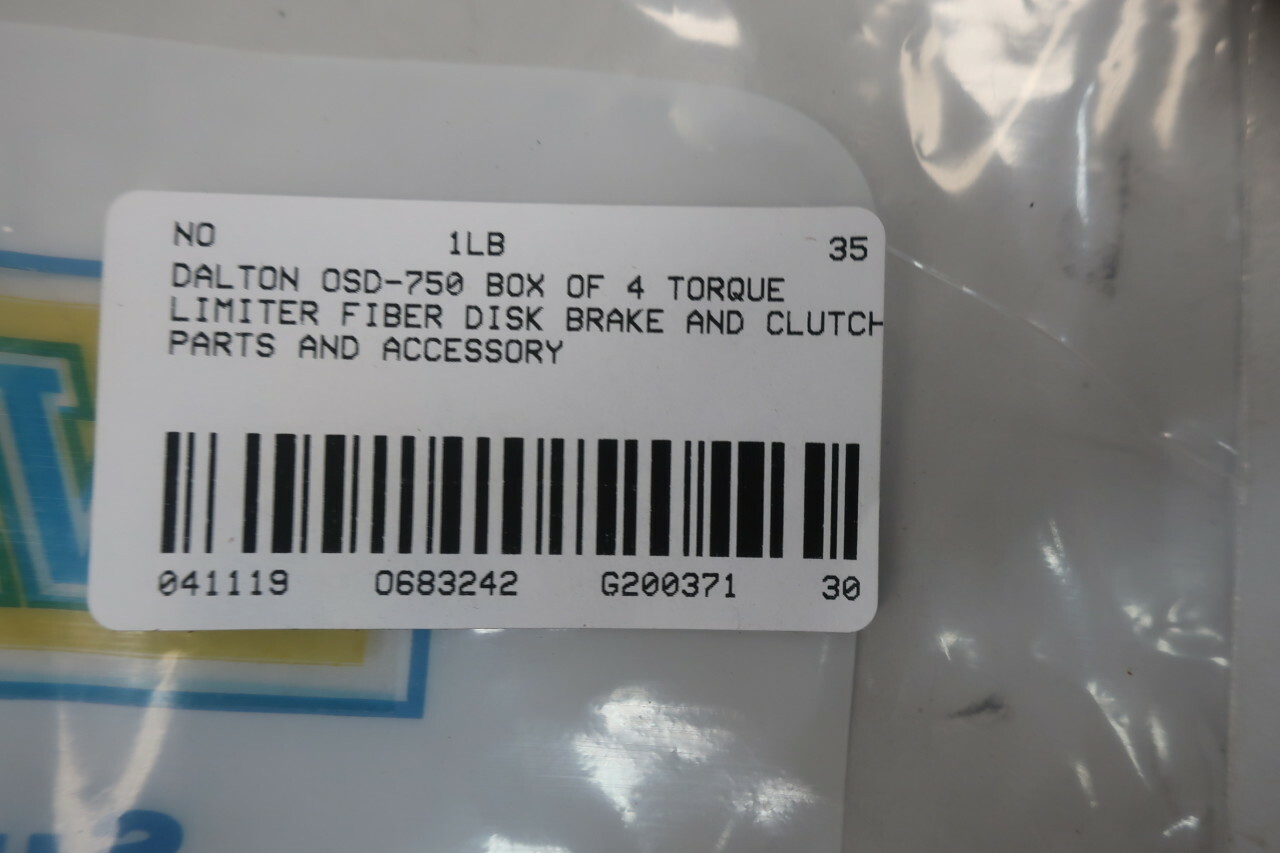 NO 1LB 35
DALTON OSD-750 BOX OF 4 TORQUE
LIMITER FIBER DISK BRAKE AND CLUTCH
PARTS AND ACCESSORY
041119 0683242 G200371 30